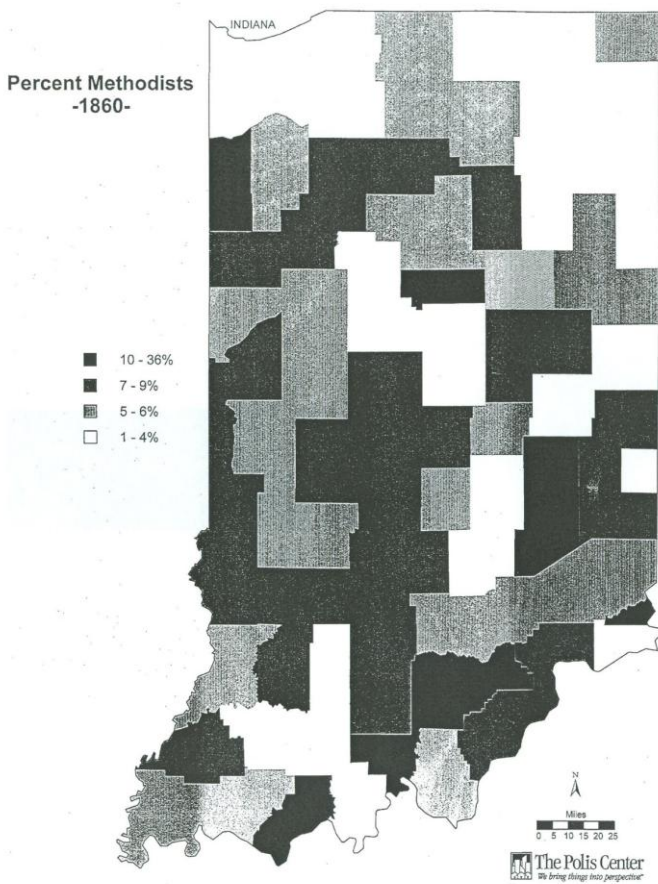 INDIANA
Percent Methodists
-1860-
10 - 36%
7 - 9%
5 - 6%
1 - 4%
N
Miles
0 5 10 15 20 25
The Polis Center
We bring things into perspective